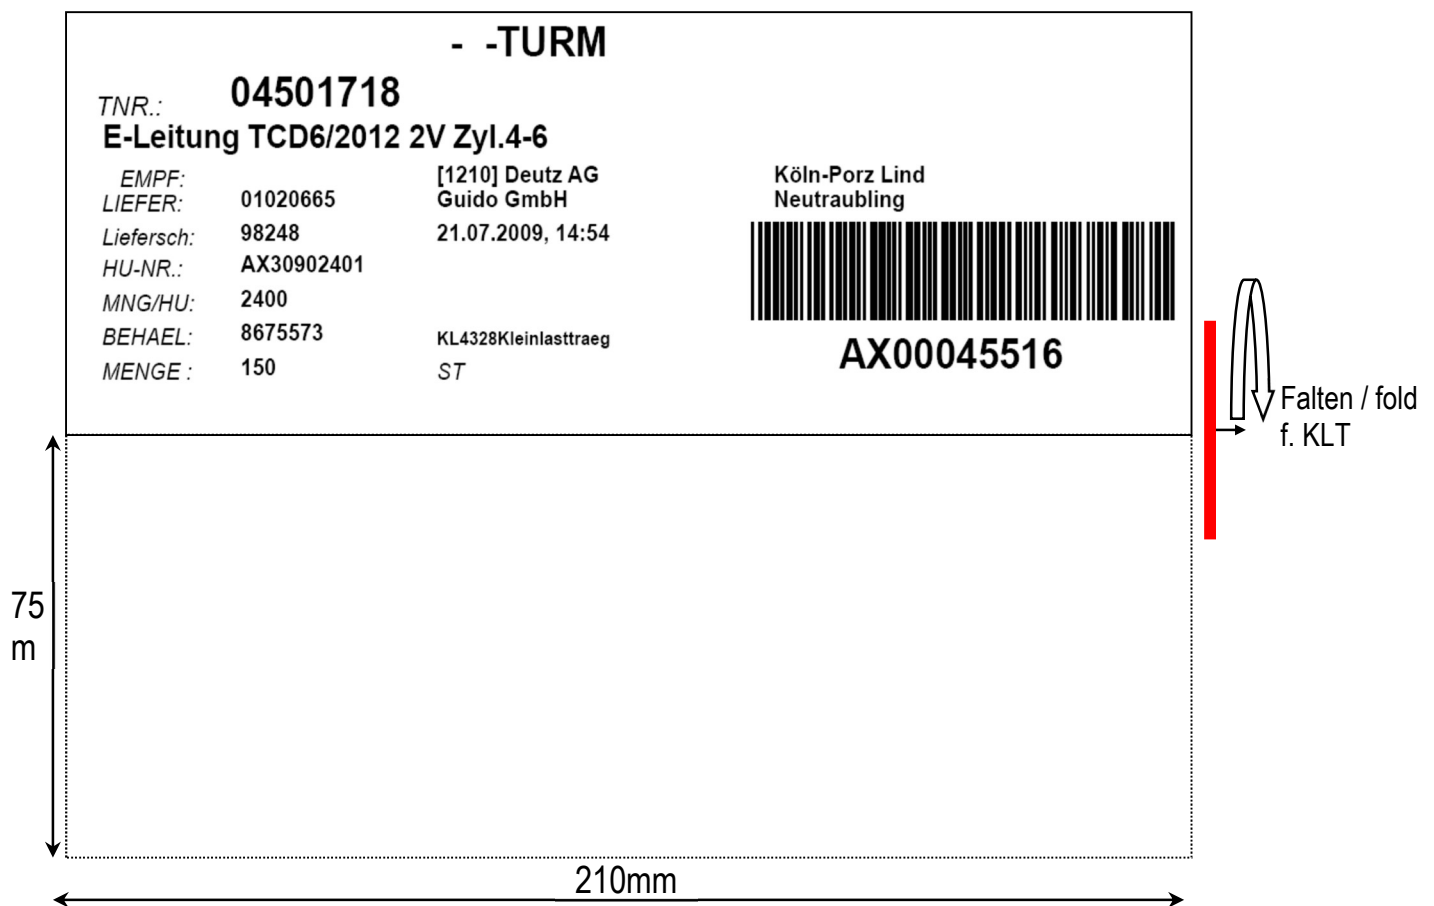 - -TURM
TNR.: 04501718
E-Leitung TCD6/2012 2V Zyl.4-6
EMPF: [1210] Deutz AG Köln-Porz Lind
LIEFER: 01020665 Guido GmbH Neutraubling
Liefersch: 98248 21.07.2009, 14:54
HU-NR.: AX30902401
MNG/HU: 2400
BEHAEL: 8675573 KL4328Kleinlasttraeg
MENGE : 150 ST
AX00045516
Falten / fold
f. KLT
75
m
210mm